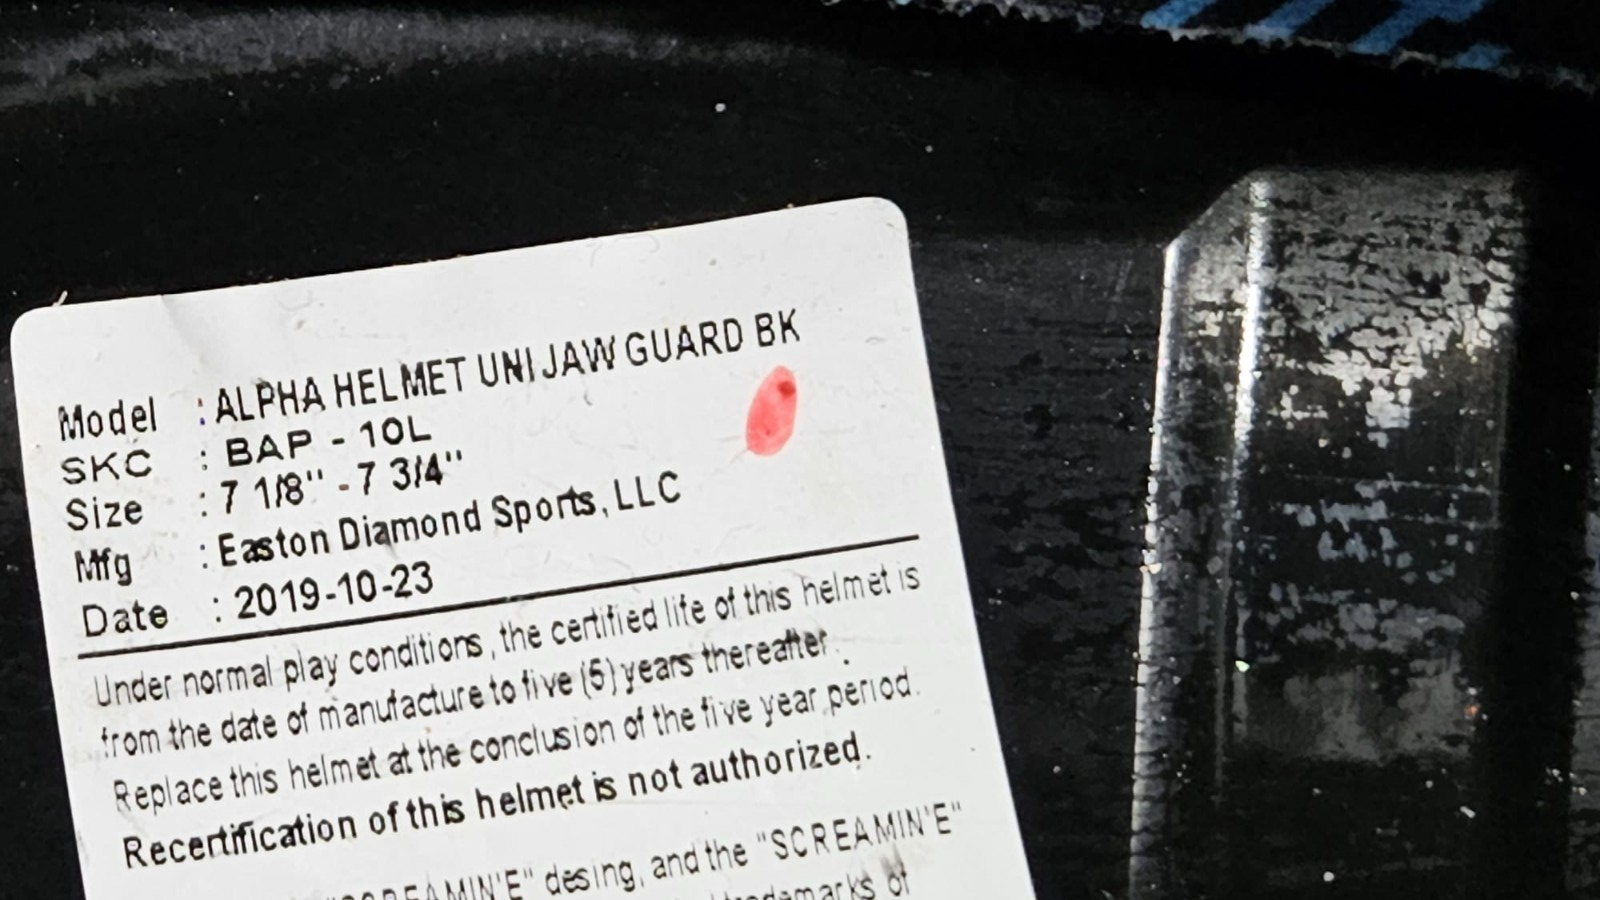 Model : ALPHA HELMET UNI JAW GUARD BK
SKC : BAP - 10L
Size : 7 1/8" - 7 3/4"
Mfg : Easton Diamond Sports, LLC
Date : 2019-10-23
Under normal play conditions, the certified life of this helmet is
from the date of manufacture to five (5) years thereafter.
Replace this helmet at the conclusion of the five year period.
Recertification of this helmet is not authorized.
"SCREAMIN'E" desing, and the "SCREAMIN'E"
trademarks of